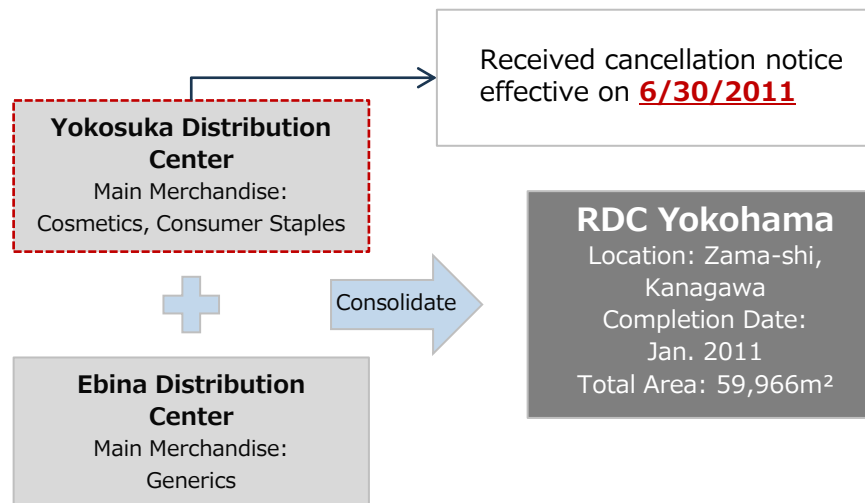 Received cancellation notice
effective on 6/30/2011
Yokosuka Distribution
Center
Main Merchandise:
Cosmetics, Consumer Staples
Consolidate
RDC Yokohama
Location: Zama-shi,
Kanagawa
Completion Date:
Jan. 2011
Total Area: 59,966m²
Ebina Distribution
Center
Main Merchandise:
Generics